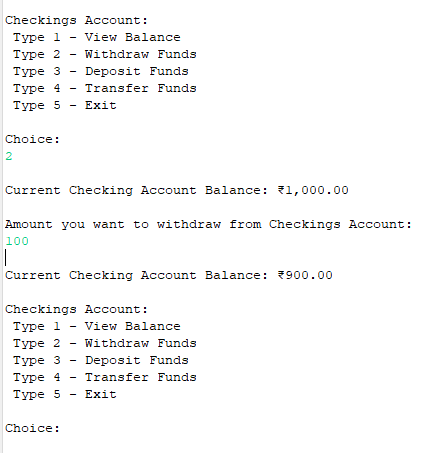 Checkings Account:
Type 1 - View Balance
Type 2 - Withdraw Funds
Type 3 - Deposit Funds
Type 4 - Transfer Funds
Type 5 - Exit
Choice:
2
Current Checking Account Balance: ₹1,000.00
Amount you want to withdraw from Checkings Account:
100
Current Checking Account Balance: ₹900.00
Checkings Account:
Type 1 - View Balance
Type 2 - Withdraw Funds
Type 3 - Deposit Funds
Type 4 - Transfer Funds
Type 5 - Exit
Choice: